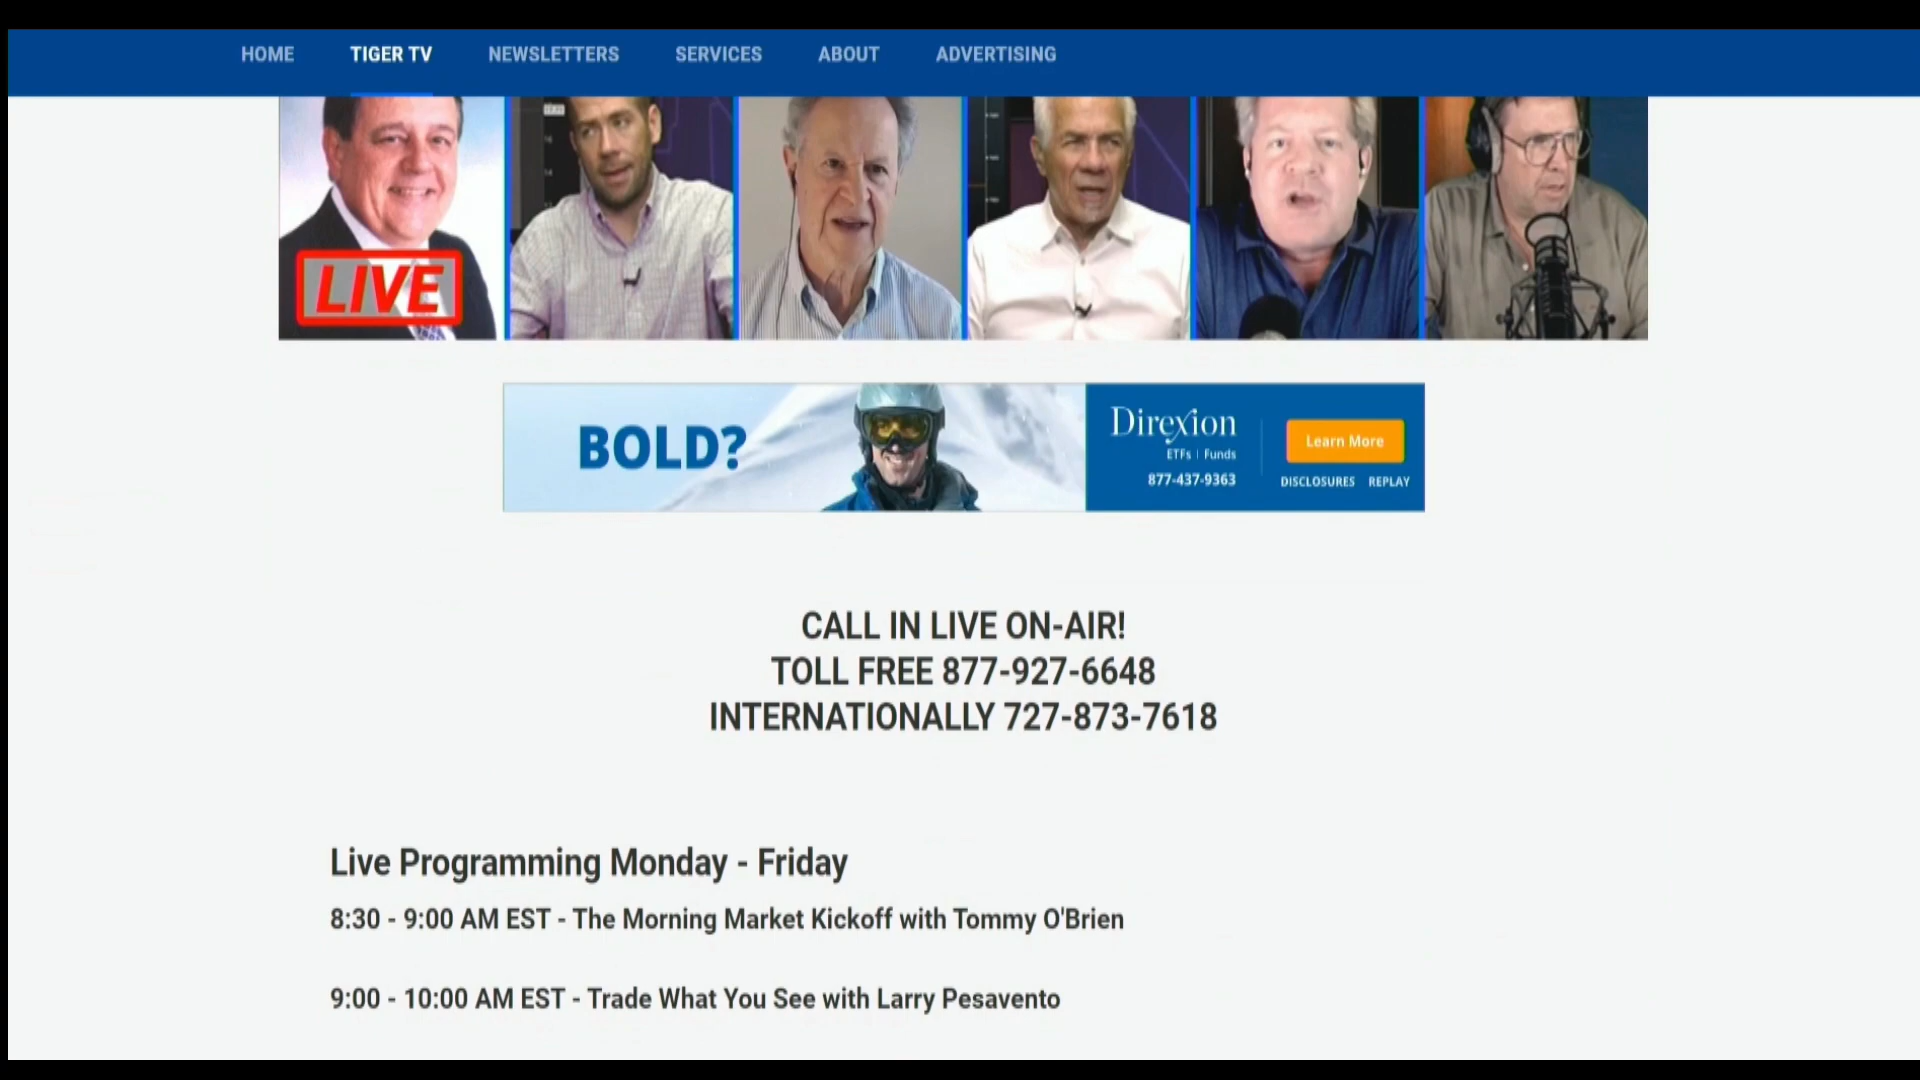 HOME TIGER TV NEWSLETTERS SERVICES ABOUT ADVERTISING
LIVE
BOLD?
Direxion
ETFs | Funds
877-437-9363
Learn More
DISCLOSURES REPLAY
CALL IN LIVE ON-AIR!
TOLL FREE 877-927-6648
INTERNATIONALLY 727-873-7618
Live Programming Monday - Friday
8:30 - 9:00 AM EST - The Morning Market Kickoff with Tommy O'Brien
9:00 - 10:00 AM EST - Trade What You See with Larry Pesavento